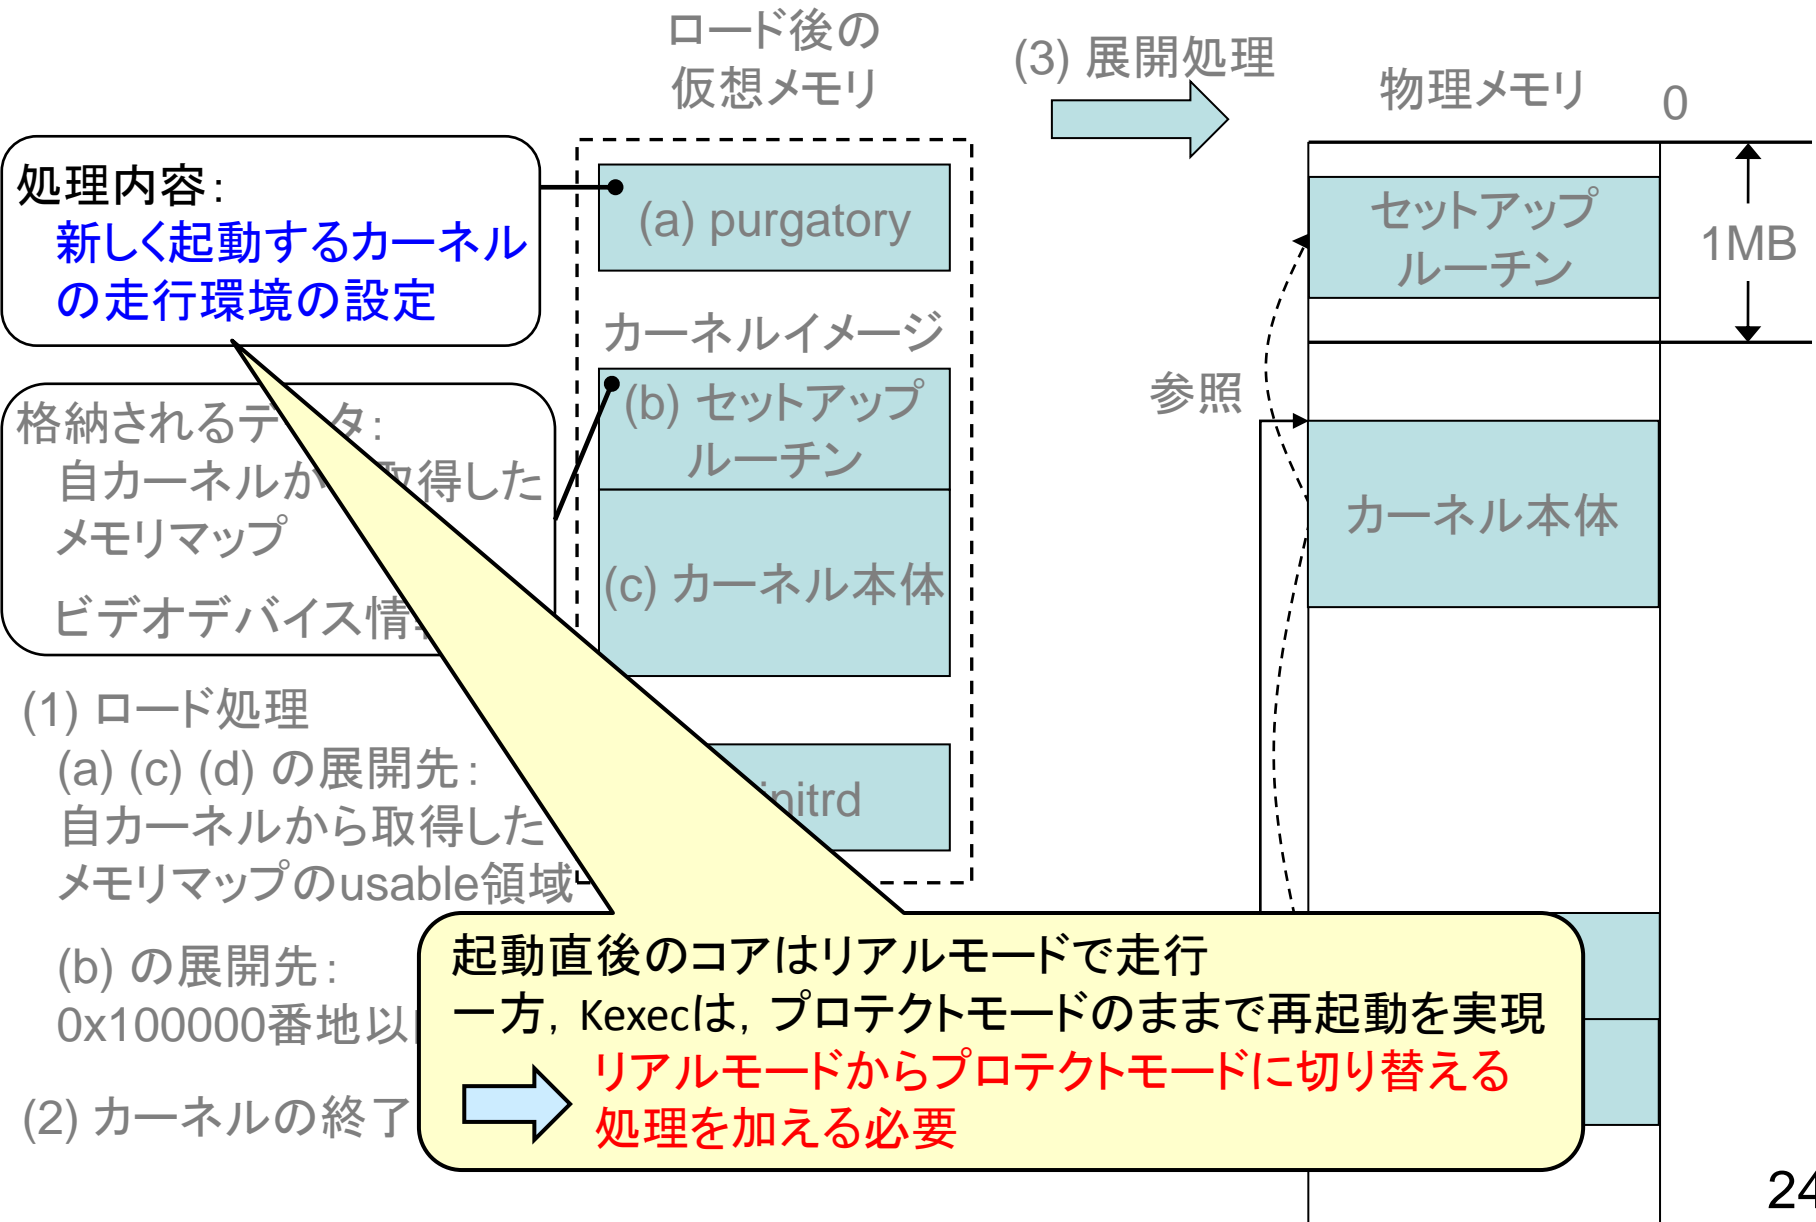 ロード後の
仮想メモリ
(3) 展開処理
物理メモリ
0
処理内容:
新しく起動するカーネル
の走行環境の設定
(a) purgatory
セットアップ
ルーチン
1MB
カーネルイメージ
(b) セットアップ
ルーチン
参照
格納されるデ タ:
自カーネルか 取得した
メモリマップ
ビデオデバイス情
(c) カーネル本体
カーネル本体
(1) ロード処理
(a) (c) (d) の展開先:
自カーネルから取得した
メモリマップのusable領域
initrd
(b) の展開先:
0x100000番地以
(2) カーネルの終了
起動直後のコアはリアルモードで走行
一方, Kexecは, プロテクトモードのままで再起動を実現
リアルモードからプロテクトモードに切り替える
処理を加える必要
24